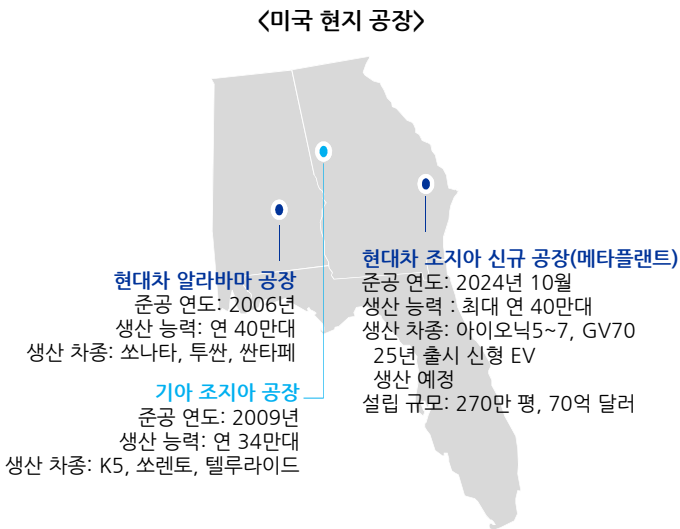 〈미국 현지 공장〉
현대차 알라바마 공장
준공 연도: 2006년
생산 능력: 연 40만대
생산 차종: 쏘나타, 투싼, 싼타페
기아 조지아 공장
준공 연도: 2009년
생산 능력: 연 34만대
생산 차종: K5, 쏘렌토, 텔루라이드
현대차 조지아 신규 공장(메타플랜트)
준공 연도: 2024년 10월
생산 능력 : 최대 연 40만대
생산 차종: 아이오닉5~7, GV70
25년 출시 신형 EV
생산 예정
설립 규모: 270만 평, 70억 달러